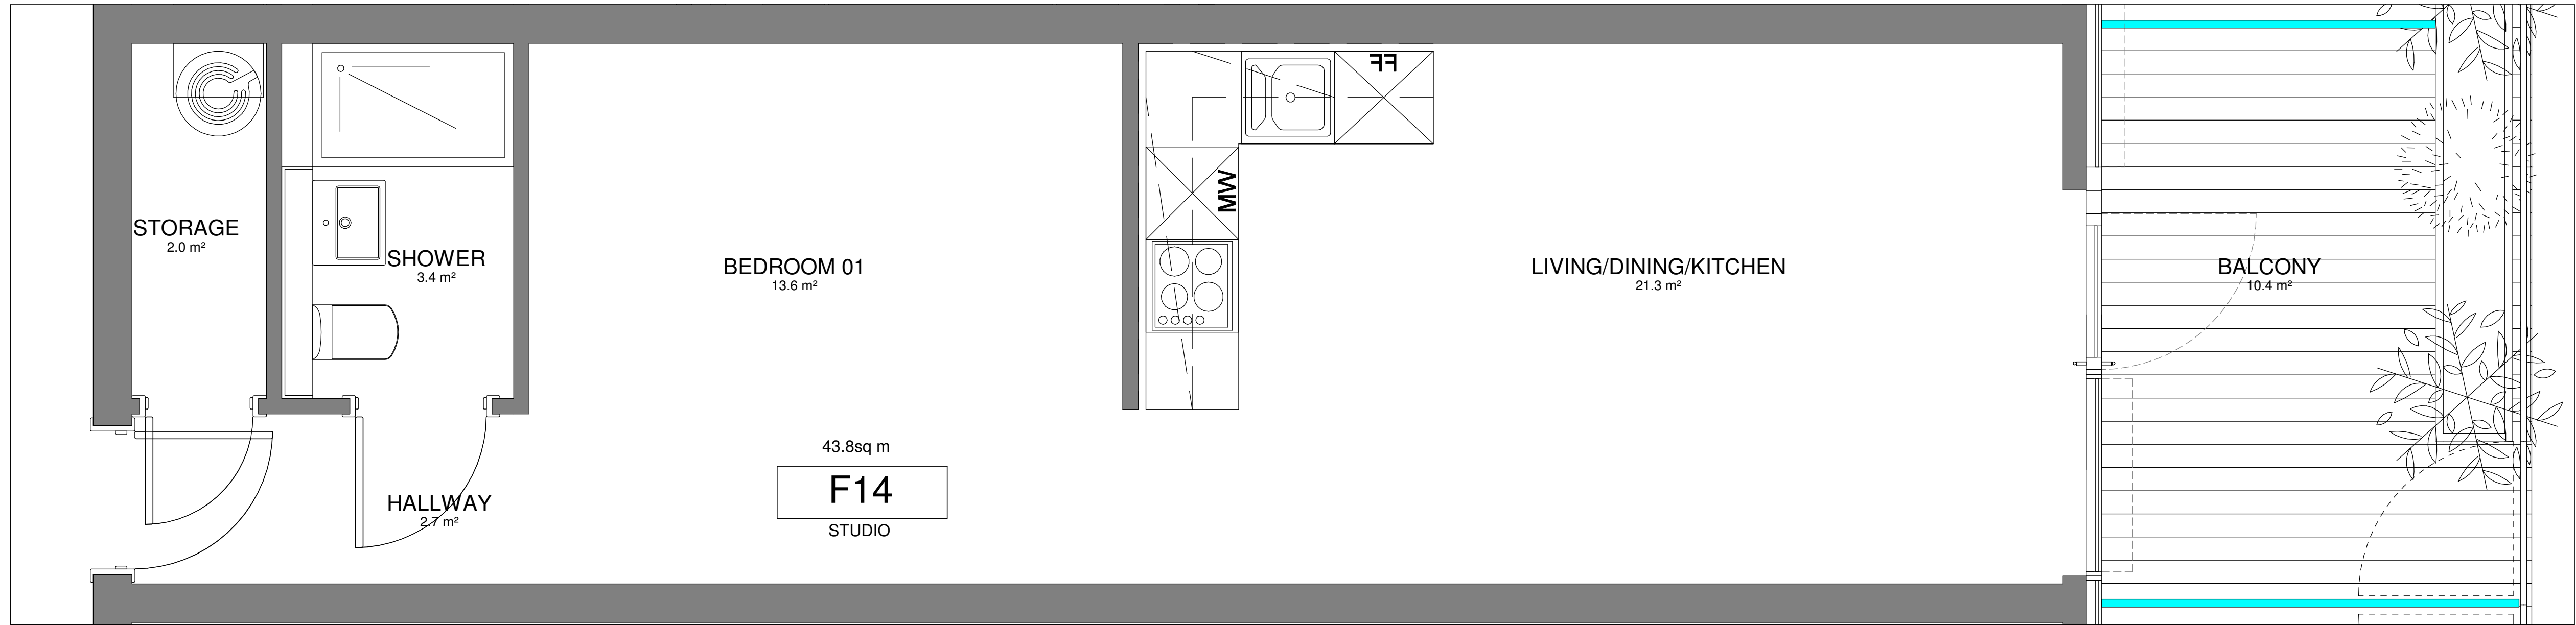 STORAGE
2.0 m²
SHOWER
3.4 m²
HALLWAY
2.7 m²
BEDROOM 01
13.6 m²
43.8sq m
F14
STUDIO
FF
MW
LIVING/DINING/KITCHEN
21.3 m²
BALCONY
10.4 m²